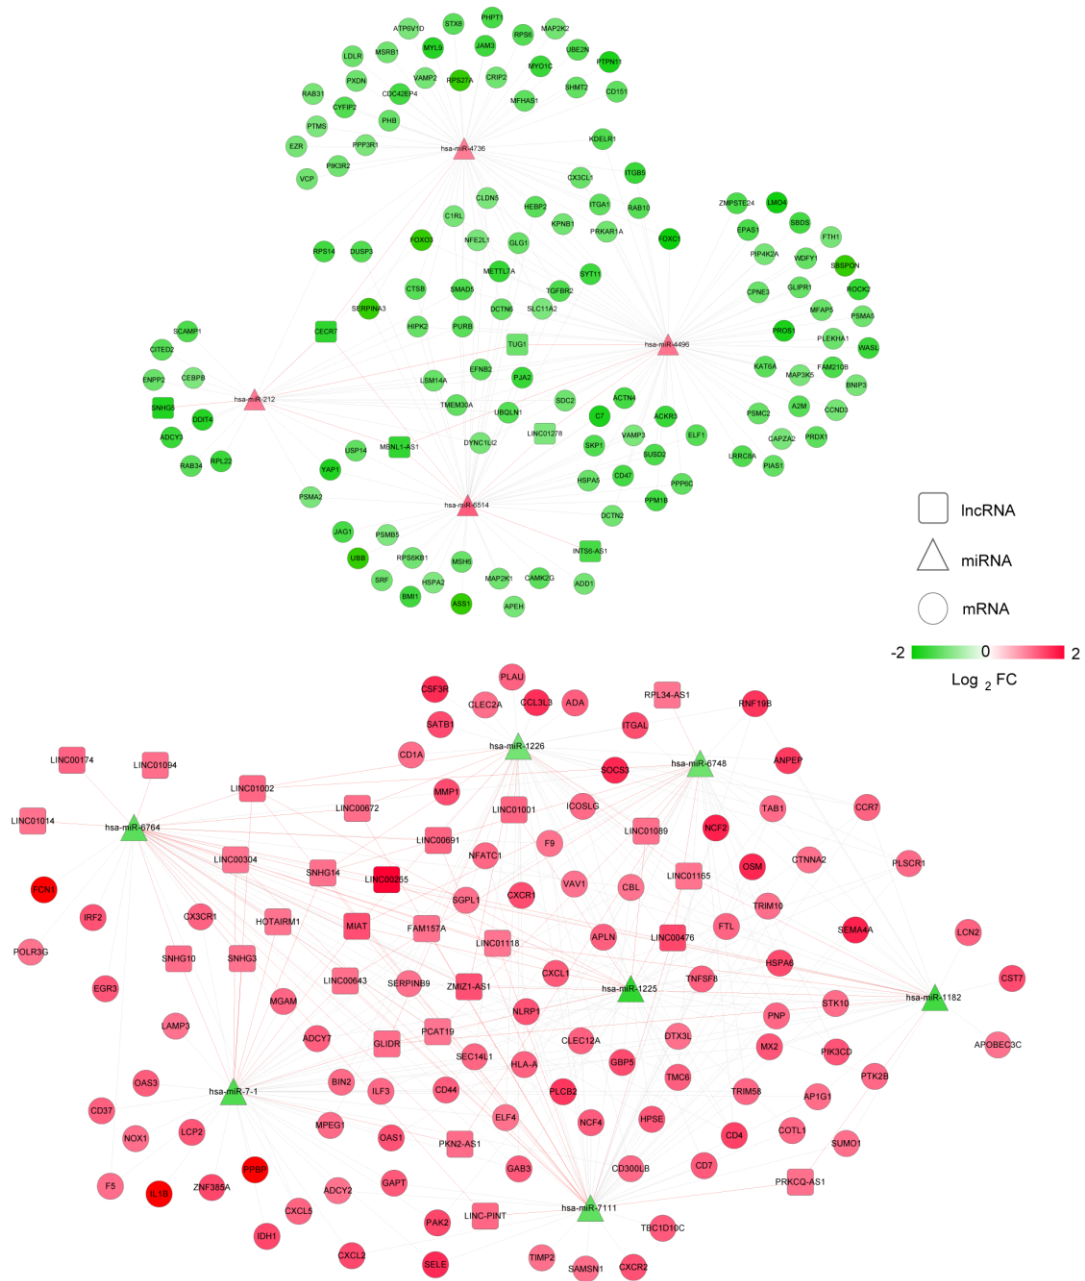 PHPT1
STX8
ATP6V1D
MAP2K2
RPS6
MYL9
JAM3
UBE2N
LDLR
MSRB1
PTPN11
MYO1C
PXDN
VAMP2
RPS27A
CRIP2
SHMT2
CD151
RAB31
CDC42EP4
MFHAS1
CYFIP2
PTMS
PHB
KDELR1
EZR
PPP3R1
hsa-miR-4736
PIK3R2
ITGB5
VCP
CX3CL1
CLDN5
ITGA1
ZMPSTE24
LMO4
HEBP2
RAB10
C1RL
KPNB1
SBDS
EPAS1
PRKAR1A
FTH1
FOXO3
NFE2L1
GLG1
FOXC1
RPS14
DUSP3
PIP4K2A
WDFY1
SBSPON
METTL7A
SYT11
CTSB
SMAD5
TGFBR2
CPNE3
GLIPR1
ROCK2
SERPINA3
DCTN6
SLC11A2
MFAP5
PSMA5
HIPK2
PURB
CECR7
PROS1
PLEKHA1
WASL
SCAMP1
TUG1
hsa-miR-4496
CITED2
EFNB2
KAT6A
FAM210B
ENPP2
CEBPB
LSM14A
PJA2
MAP3K5
BNIP3
SNHG8
hsa-miR-212
TMEM30A
SDC2
ACTN4
DDIT4
UBQLN1
C7
ACKR3
A2M
CCND3
ADCY3
USP14
MBNL1-AS1
DYNC1LI2
LINC01278
VAMP3
ELF1
PSMC2
CAPZA2
PRDX1
RAB34
RPL22
YAP1
SKP1
SUSD2
LRRC8A
PIAS1
PSMA2
HSPA5
CD47
PPP6C
hsa-miR-6514
PPM1B
DCTN2
JAG1
PSMB5
INTS6-AS1
UBB
RPS6KB1
MSH6
SRF
HSPA2
MAP2K1
CAMK2G
ADD1
BMI1
ASS1
APEH
lncRNA
miRNA
mRNA
-2
0
2
Log 2 FC
PLAU
CSF3R
CLEC2A
CCL3L3
ADA
RPL34-AS1
RNF19B
SATB1
ITGAL
CD1A
hsa-miR-1226
hsa-miR-6748
ANPEP
LINC00174
LINC01094
SOCS3
LINC01002
MMP1
LINC00672
LINC01001
ICOSLG
TAB1
CCR7
LINC01014
hsa-miR-6764
LINC00691
LINC01089
NCF2
F9
NFATC1
LINC00304
SNHG14
LINC00265
VAV1
CBL
LINC01165
OSM
CTNNA2
PLSCR1
FCN1
SGPL1
CXCR1
TRIM10
IRF2
CX3CR1
HOTAIRM1
MIAT
FAM157A
APLN
LINC00476
FTL
SEMA4A
LCN2
POLR3G
LINC01118
SNHG10
SNHG3
CXCL1
HSPA6
LINC00643
SERPINB9
ZMIZ1-AS1
hsa-miR-1225
TNFSF8
CST7
EGR3
MGAM
NLRP1
STK10
hsa-miR-1182
LAMP3
ADCY7
GLIDR
PCAT19
CLEC12A
DTX3L
PNP
SEC14L1
HLA-A
GBP5
MX2
PIK3CD
APOBEC3C
OAS3
hsa-miR-7-1
BIN2
ILF3
CD44
PLCB2
TMC6
TRIM58
PTK2B
CD37
AP1G1
LCP2
MPEG1
ELF4
NCF4
HPSE
NOX1
OAS1
PKN2-AS1
CD4
COTL1
SUMO1
PPBP
GAB3
CD300LB
CD7
F5
IL1B
ZNF385A
ADCY2
GAPT
PRKCQ-AS1
CXCL5
LINC-PINT
hsa-miR-7111
IDH1
PAK2
TBC1D10C
CXCL2
SELE
TIMP2
SAMSN1
CXCR2